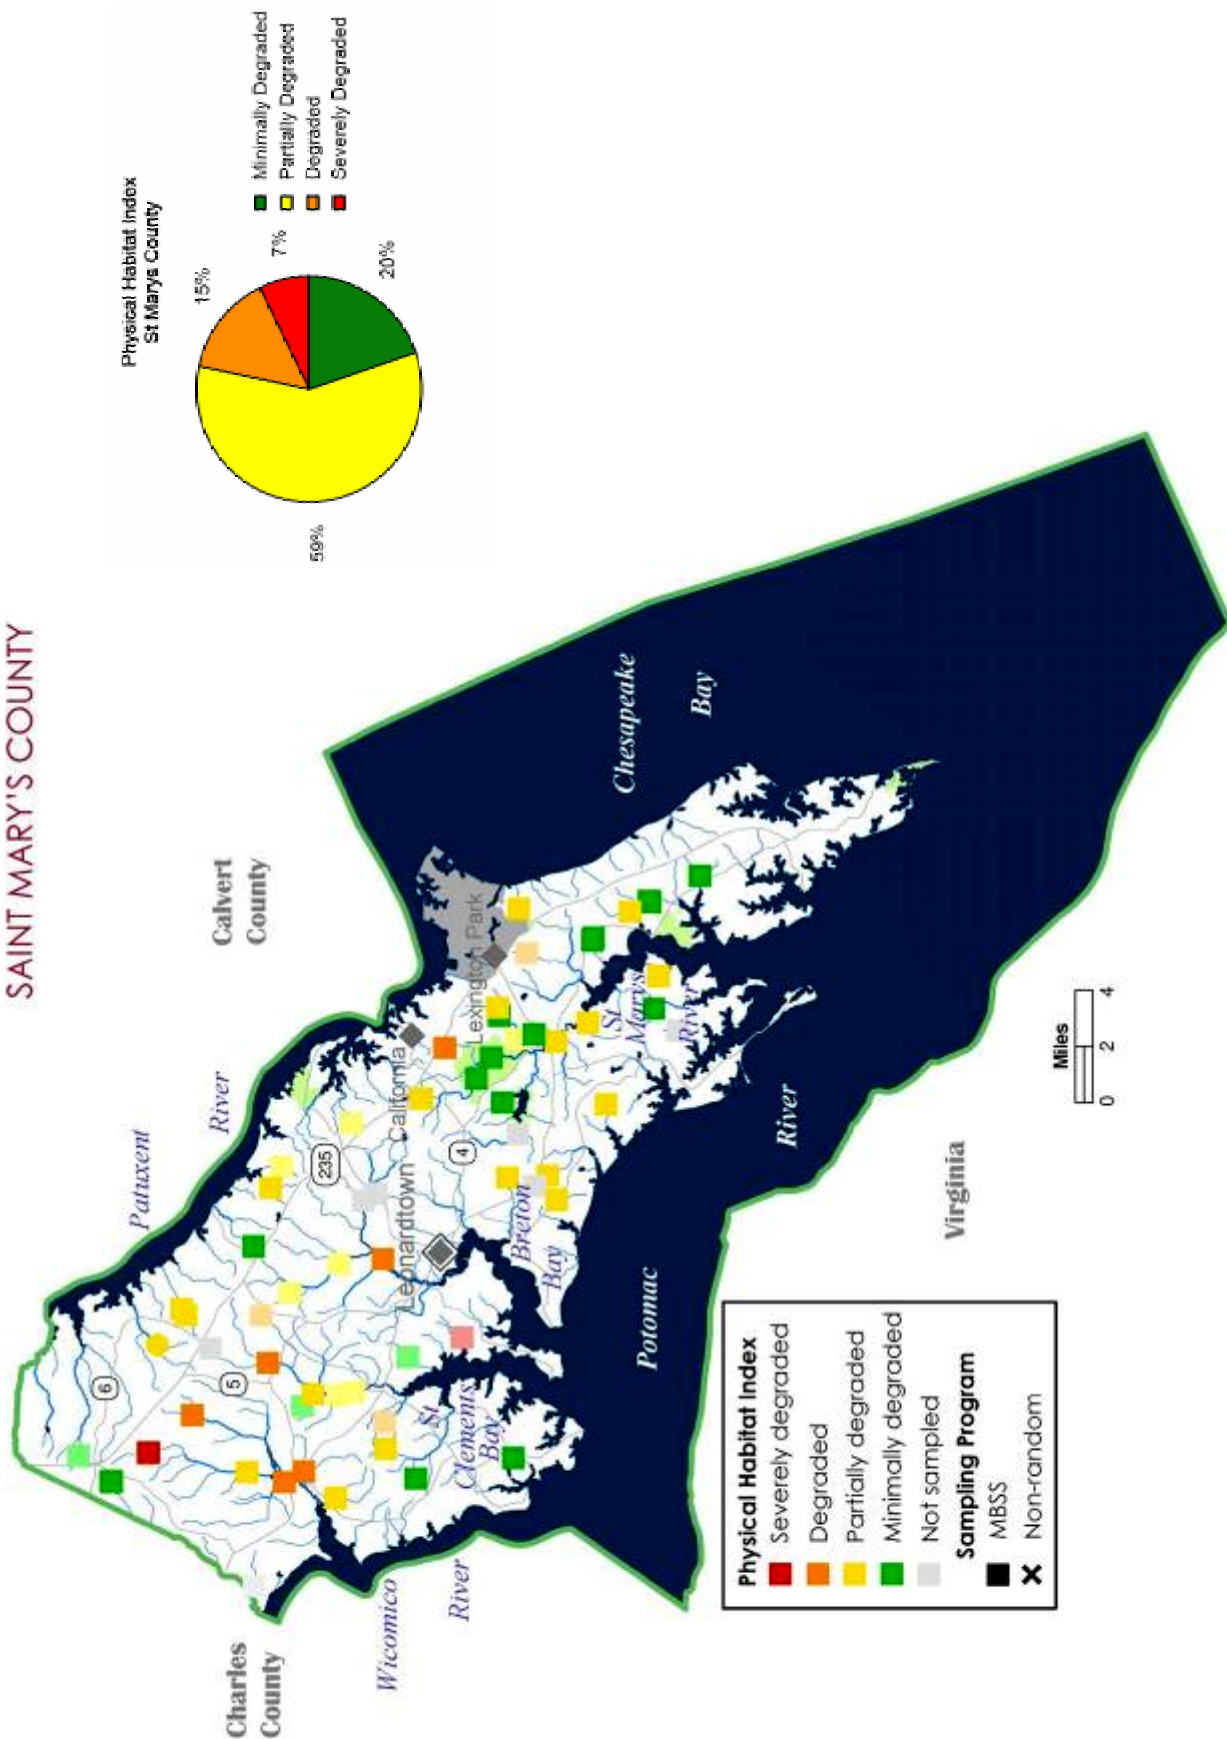 SAINT MARY'S COUNTY
Physical Habitat Index
St Marys County
15%
7%
20%
59%
Minimally Degraded
Partially Degraded
Degraded
Severely Degraded
Calvert
County
Charles
County
Virginia
Patuxent
River
Chesapeake
Bay
Potomac
River
Wicomico
River
St
Clements
Bay
Breton
Bay
St
Marys
River
Lexington Park
California
Leonardtown
6
5
235
4
Miles
0 2 4
Physical Habitat Index
Severely degraded
Degraded
Partially degraded
Minimally degraded
Not sampled
Sampling Program
MBSS
Non-random